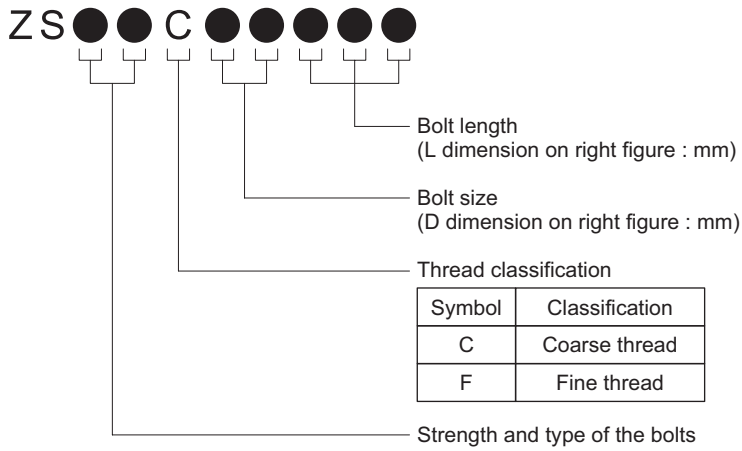 ZS●●C●●●●●
Bolt length
(L dimension on right figure : mm)
Bolt size
(D dimension on right figure : mm)
Thread classification
Symbol Classification
C Coarse thread
F Fine thread
Strength and type of the bolts